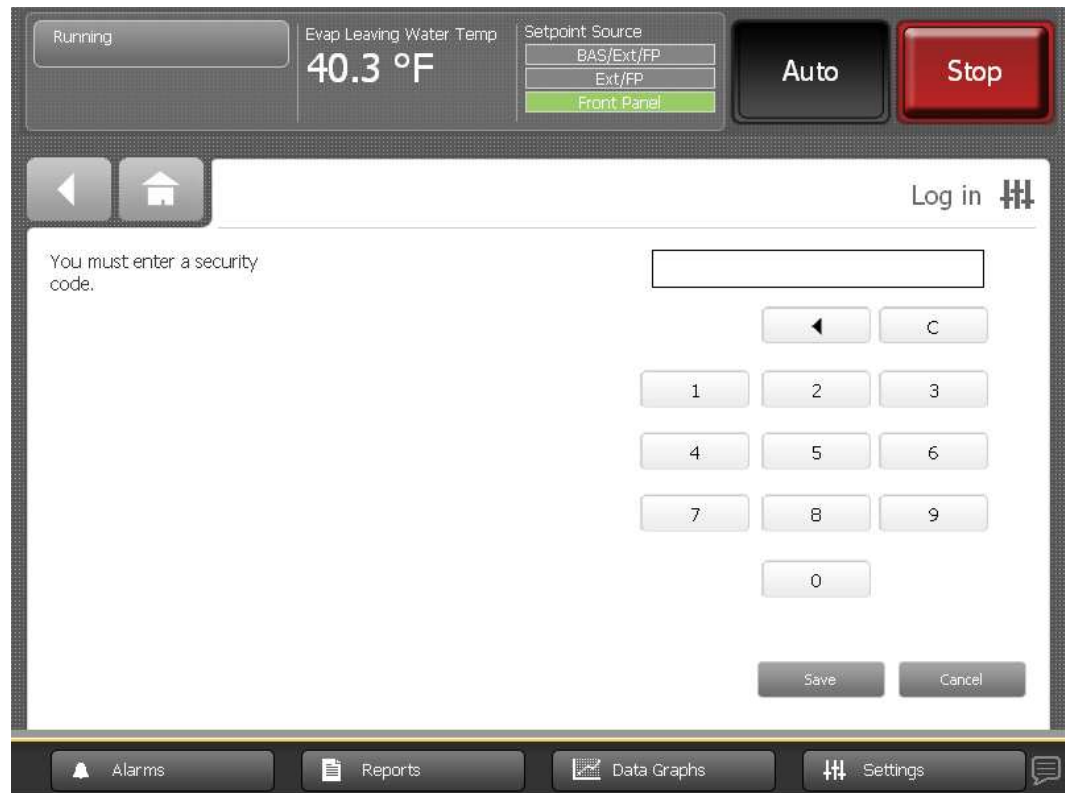 Running
Evap Leaving Water Temp
40.3 °F
Setpoint Source
BAS/Ext/FP
Ext/FP
Front Panel
Auto
Stop
Log in
You must enter a security
code.
C
1 2 3
4 5 6
7 8 9
0
Save Cancel
Alarms Reports Data Graphs Settings